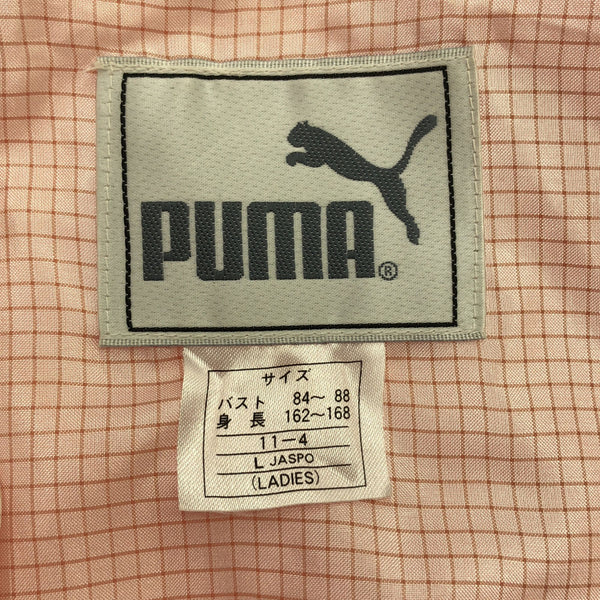 PUMA®
サイズ
バスト 84～ 88
身 長 162～168
11－4
L JASPO
(LADIES)